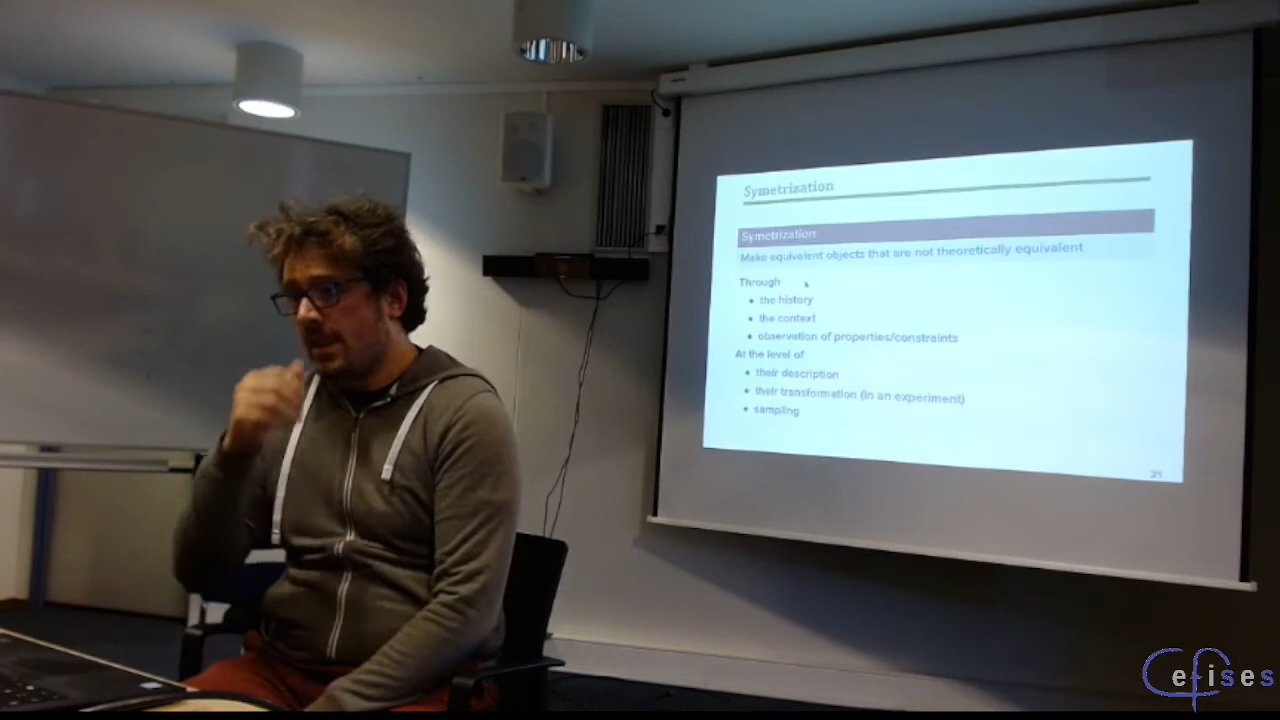 Symetrization
Symetrization
Make equivalent objects that are not theoretically equivalent
Through
• the history
• the context
• observation of properties/constraints
At the level of
• their description
• their transformation (in an experiment)
• sampling
21
Cefises